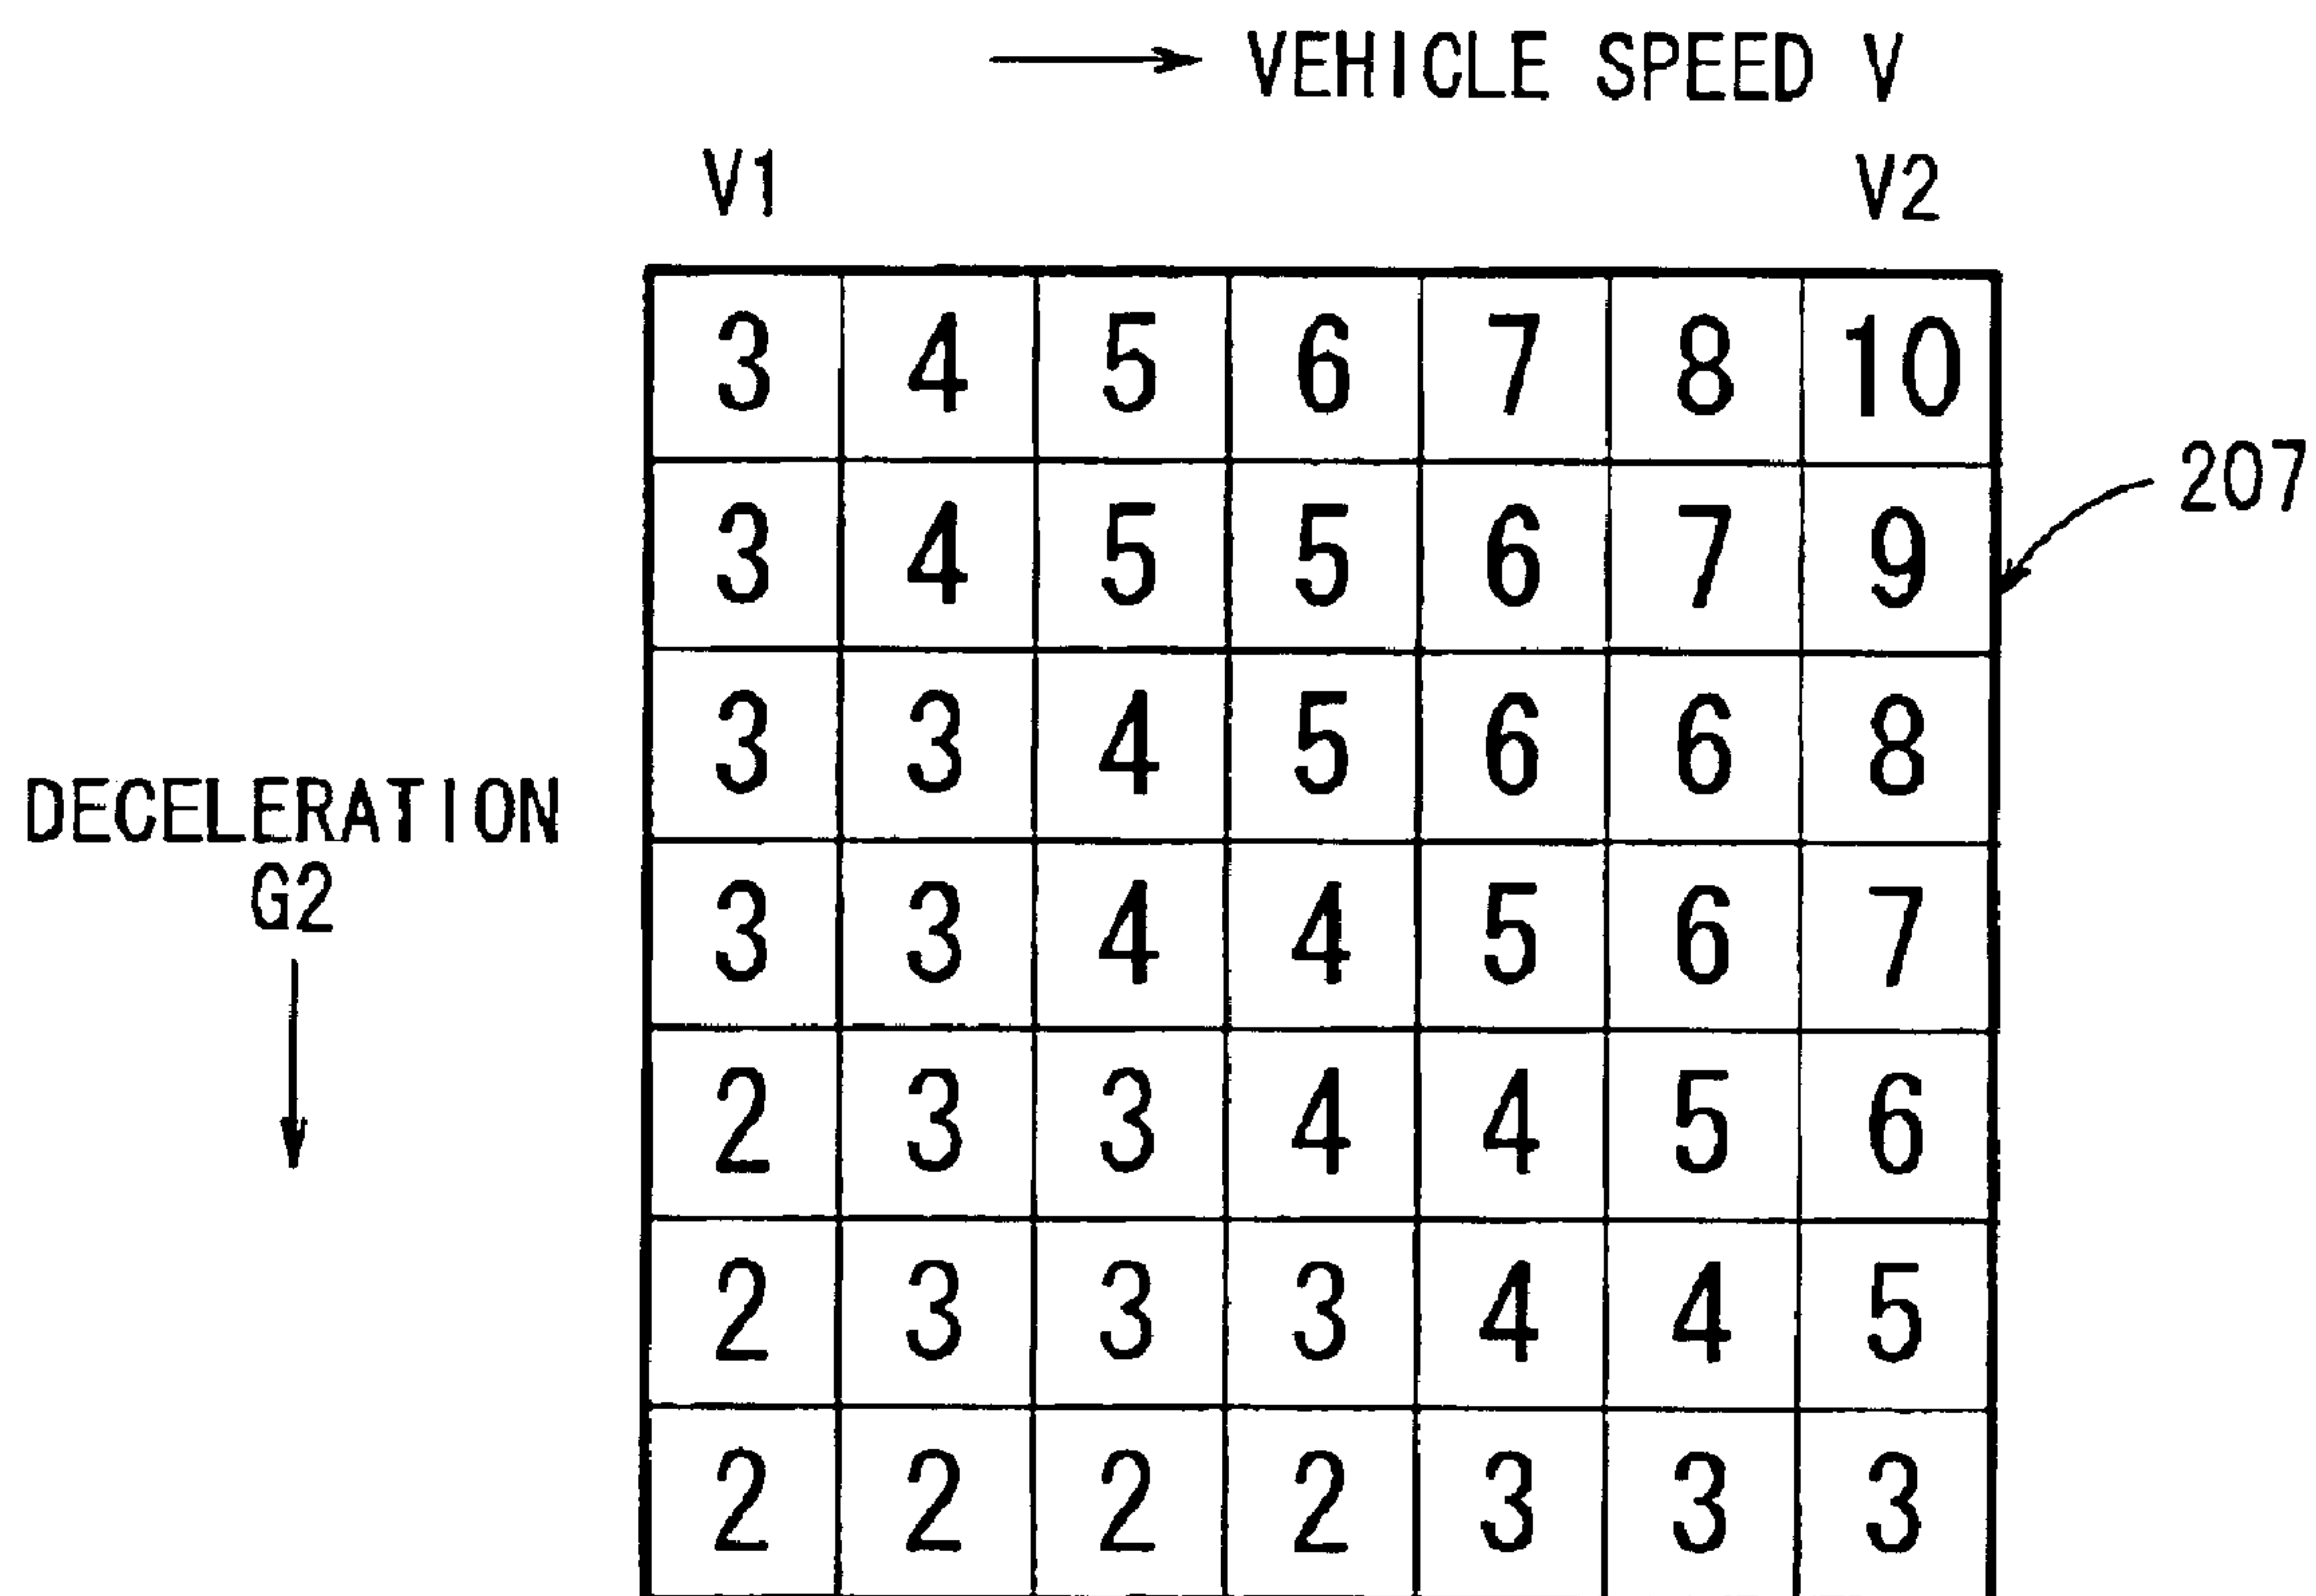 VEHICLE SPEED V
V1 V2
3 4 5 6 7 8 10
207
3 4 5 5 6 7 9
3 3 4 5 6 6 8
DECELERATION
G2
3 3 4 4 5 6 7
2 3 3 4 4 5 6
2 3 3 3 4 4 5
2 2 2 2 3 3 3